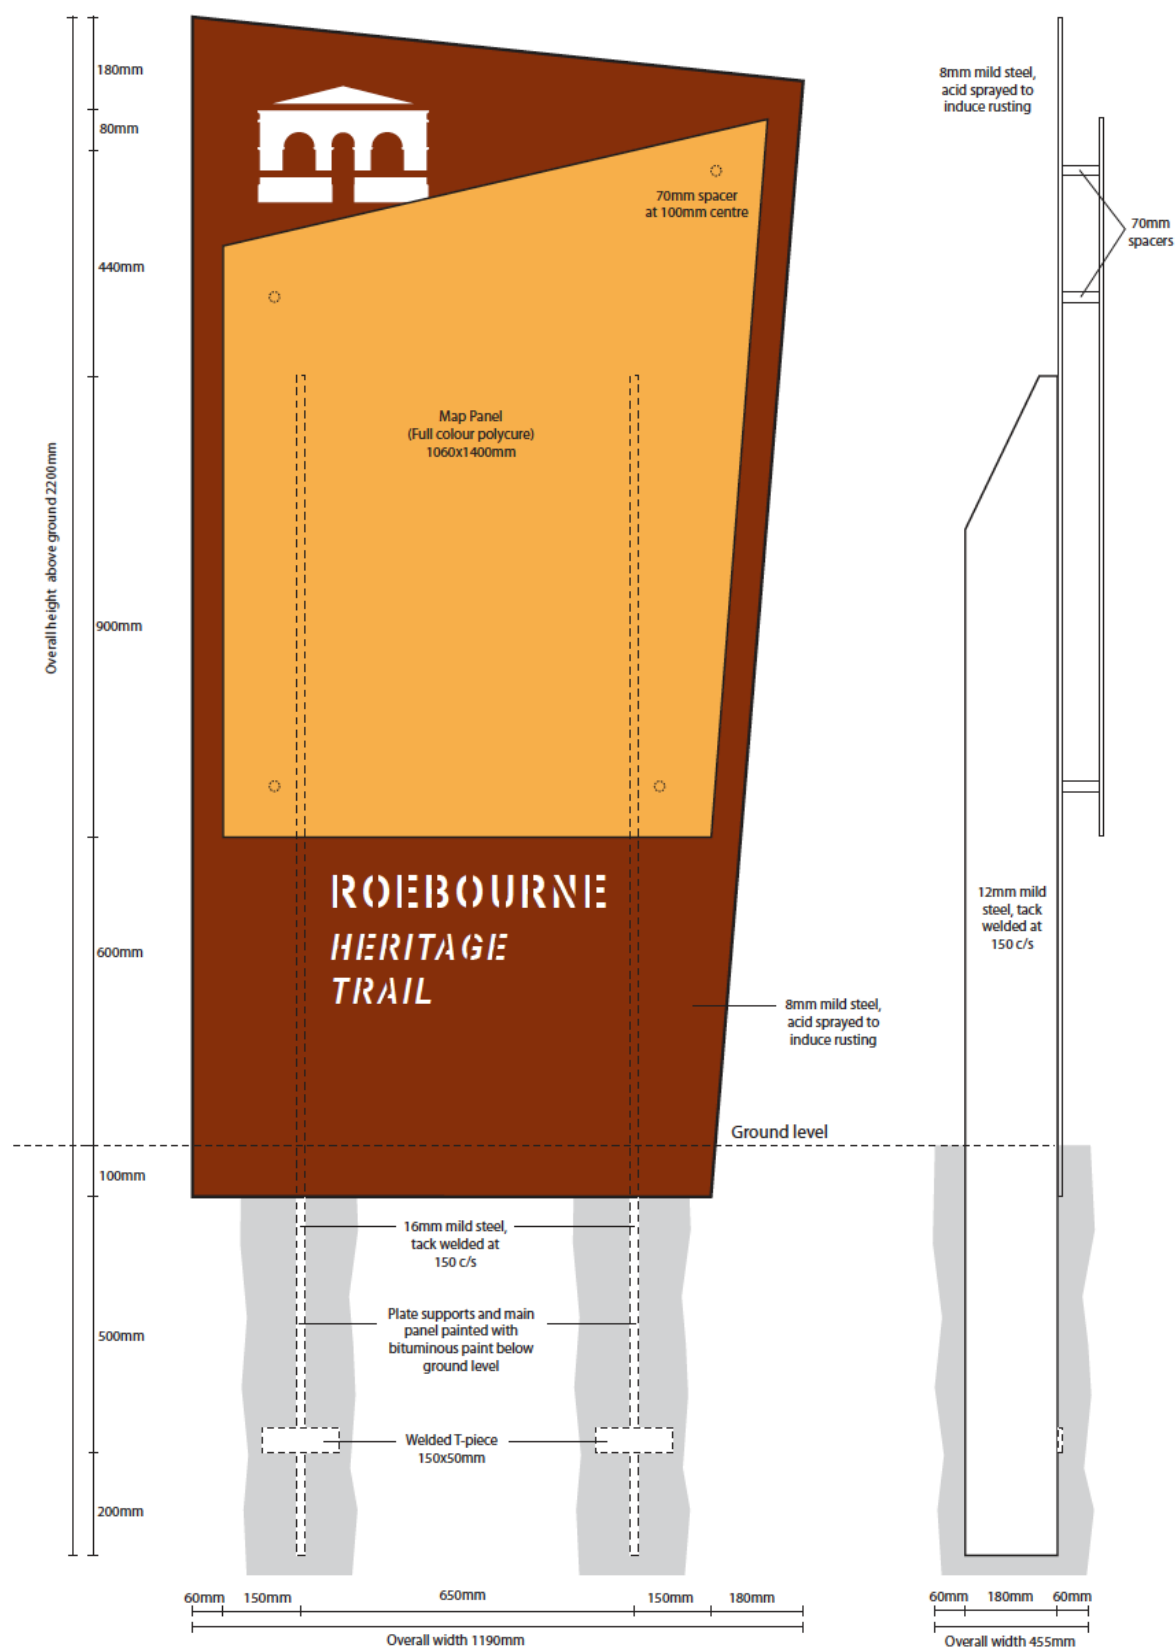 180mm
80mm
440mm
900mm
600mm
100mm
500mm
200mm
Overall height above ground 2200mm
70mm spacer
at 100mm centre
Map Panel
(Full colour polycure)
1060x1400mm
ROEBOURNE
HERITAGE
TRAIL
8mm mild steel,
acid sprayed to
induce rusting
Ground level
16mm mild steel,
tack welded at
150 c/s
Plate supports and main
panel painted with
bituminous paint below
ground level
Welded T-piece
150x50mm
60mm
150mm
650mm
150mm
180mm
Overall width 1190mm
8mm mild steel,
acid sprayed to
induce rusting
70mm
spacers
12mm mild
steel, tack
welded at
150 c/s
60mm
180mm
60mm
Overall width 455mm